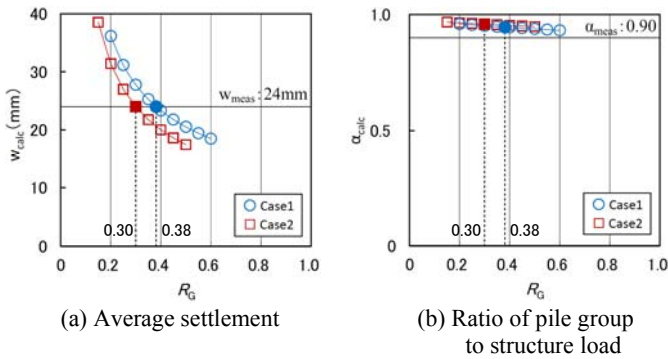 (a)
40
30
20
10
0
w_calc (mm)
w_meas : 24mm
Case1
Case2
0.30
0.38
0 0.2 0.4 0.6 0.8 1.0
R_G
(a) Average settlement
(b)
1.0
0.5
0
α_calc
α_meas : 0.90
Case1
Case2
0.30
0.38
0 0.2 0.4 0.6 0.8 1.0
R_G
(b) Ratio of pile group
to structure load